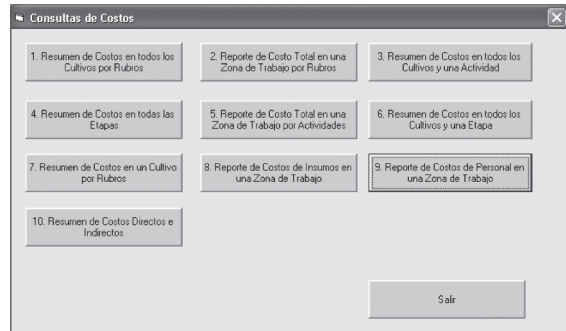 Consultas de Costos
1. Resumen de Costos en todos los
Cultivos por Rubros
2. Reporte de Costo Total en una
Zona de Trabajo por Rubros
3. Resumen de Costos en todos los
Cultivos y una Actividad
4. Resumen de Costos en todas las
Etapas
5. Reporte de Costo Total en una
Zona de Trabajo por Actividades
6. Resumen de Costos en todos los
Cultivos y una Etapa
7. Resumen de Costos en un Cultivo
por Rubros
8. Reporte de Costos de Insumos en
una Zona de Trabajo
9. Reporte de Costos de Personal en
una Zona de Trabajo
10. Resumen de Costos Directos e
Indirectos
Salir